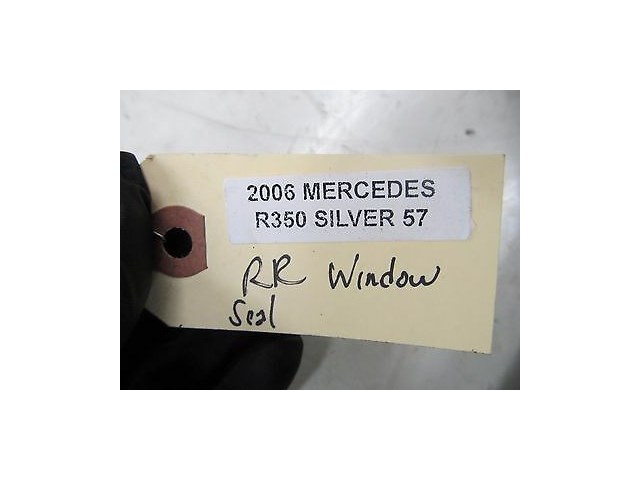 2006 MERCEDES
R350 SILVER 57
RR Window
Seal